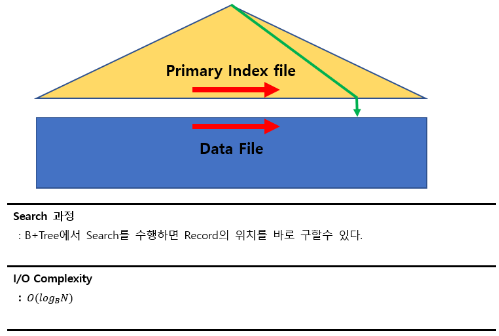 Primary Index file
Data File
Search 과정
: B+Tree에서 Search를 수행하면 Record의 위치를 바로 구할수 있다.
I/O Complexity
: O(log_B N)